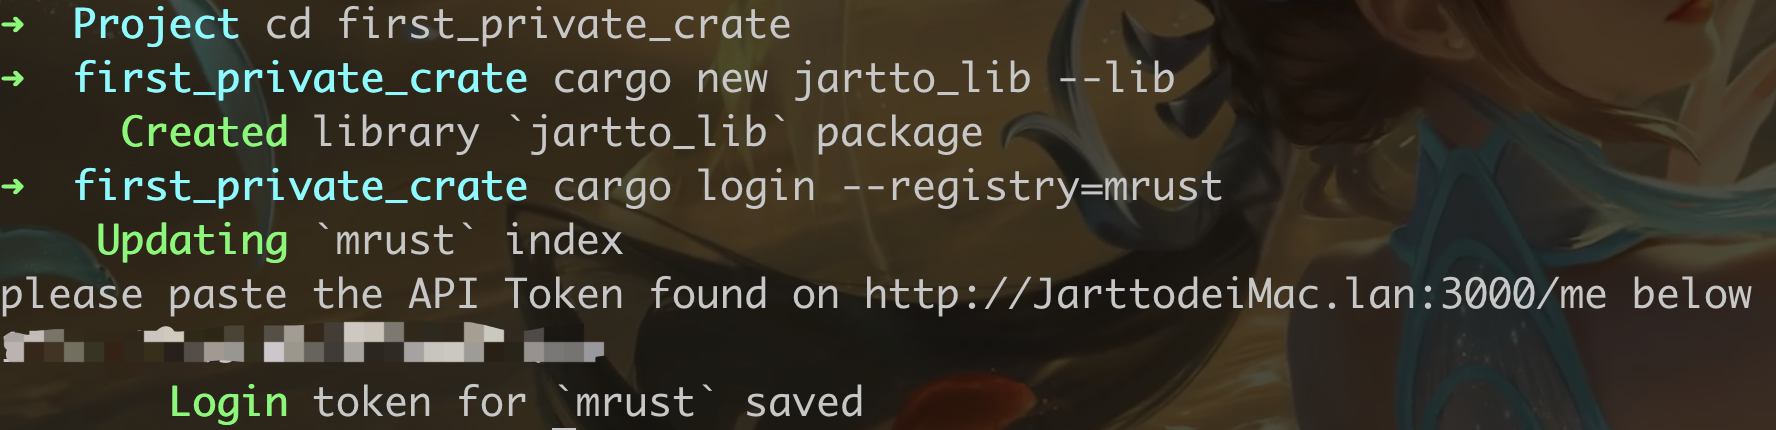 ➜ Project cd first_private_crate
➜ first_private_crate cargo new jartto_lib --lib
Created library `jartto_lib` package
➜ first_private_crate cargo login --registry=mrust
Updating `mrust` index
please paste the API Token found on http://JarttodeiMac.lan:3000/me below
Login token for `mrust` saved